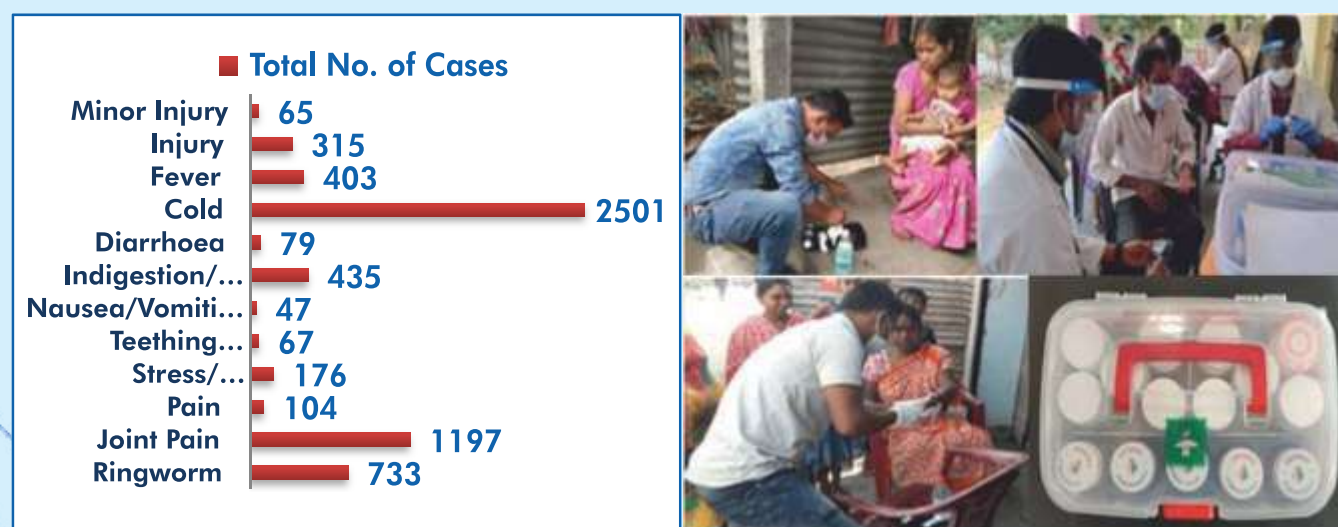 Total No. of Cases
Minor Injury 65
Injury 315
Fever 403
Cold 2501
Diarrhoea 79
Indigestion/... 435
Nausea/Vomiti... 47
Teething... 67
Stress/... 176
Pain 104
Joint Pain 1197
Ringworm 733